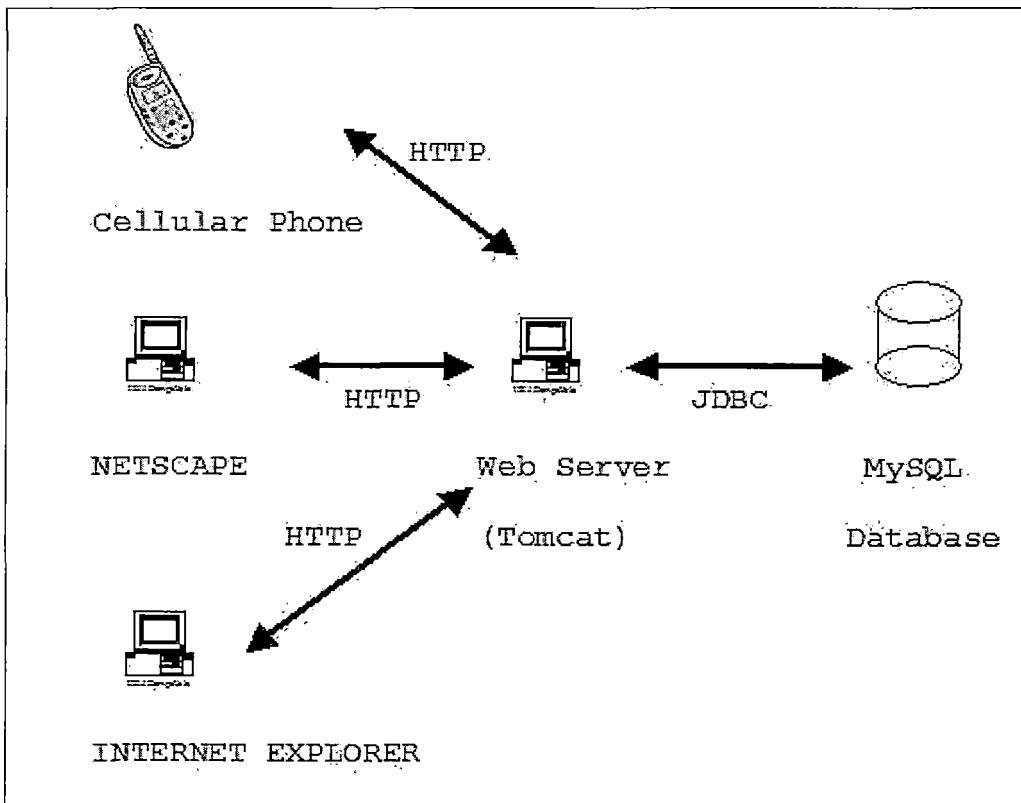 HTTP
Cellular Phone
HTTP
JDBC
NETSCAPE
Web Server
MySQL
HTTP
(Tomcat)
Database
INTERNET EXPLORER